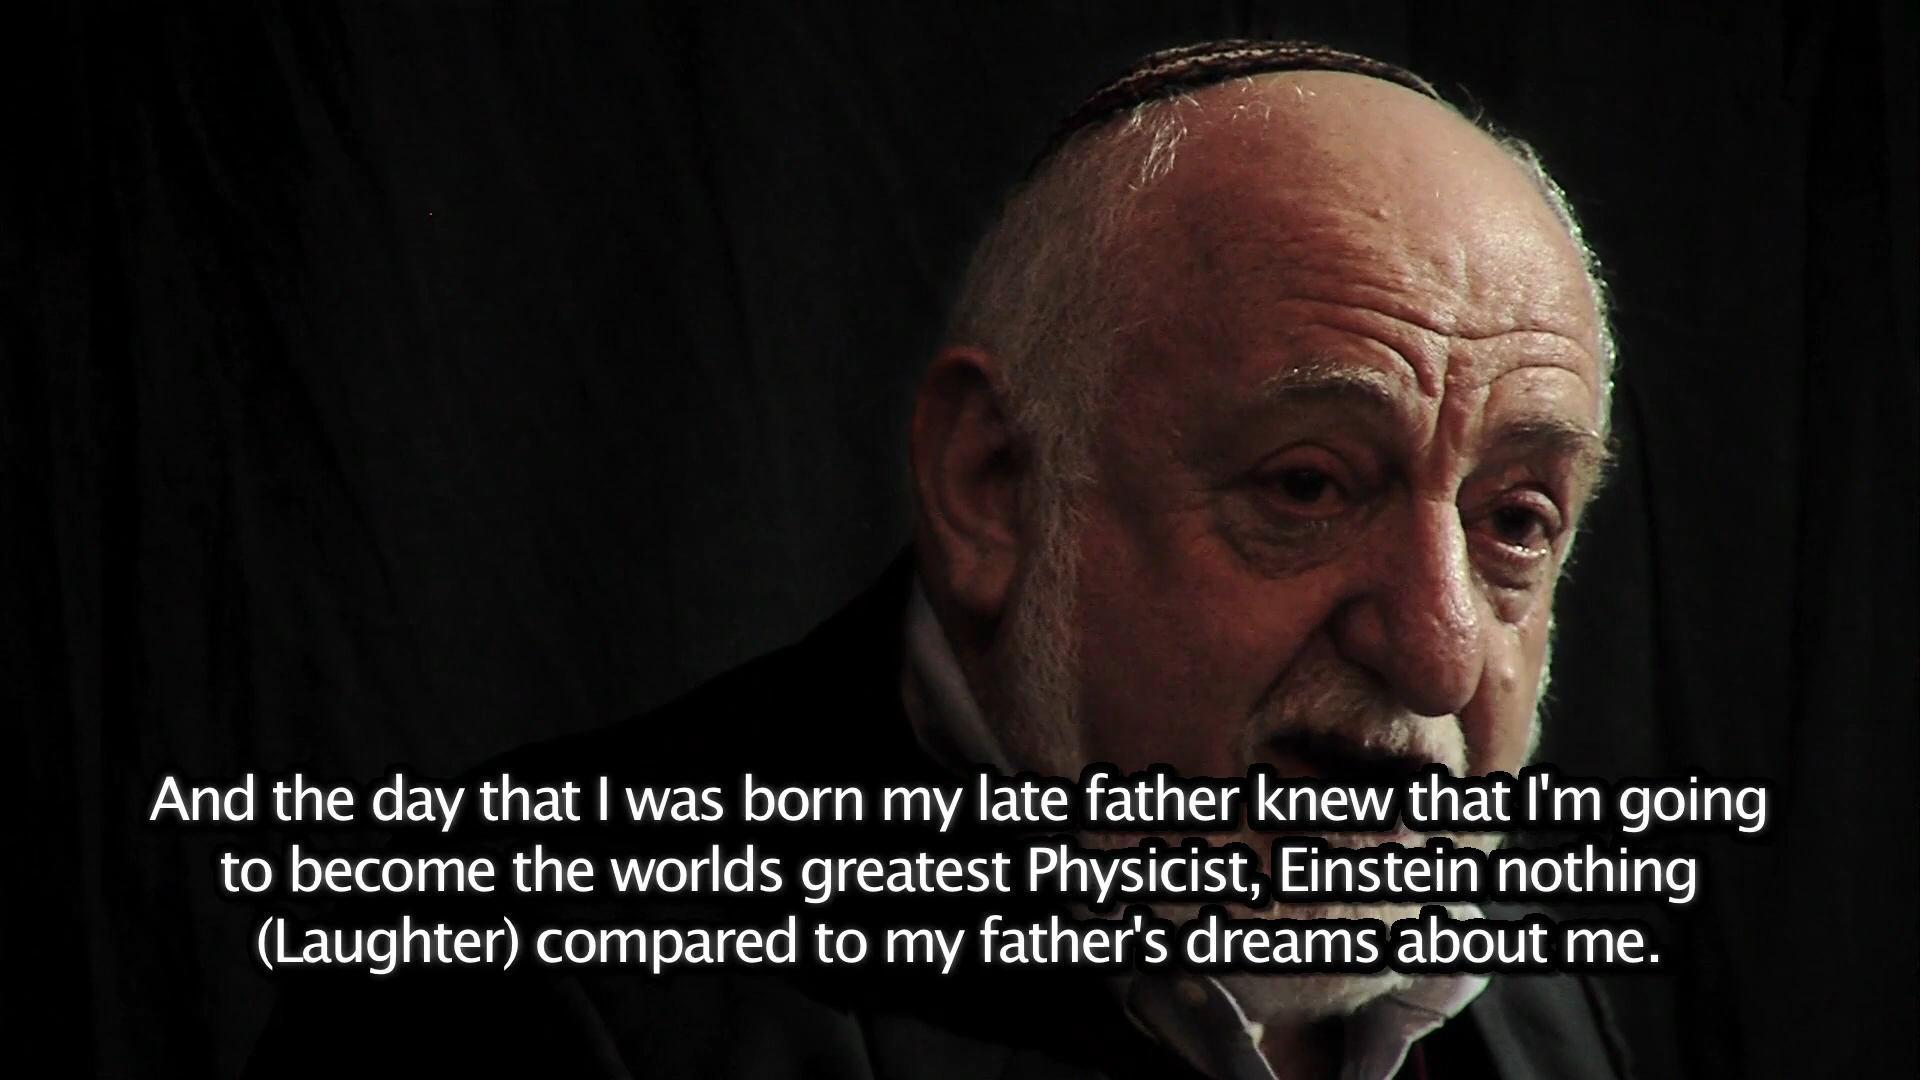 And the day that I was born my late father knew that I'm going
to become the worlds greatest Physicist, Einstein nothing
(Laughter) compared to my father's dreams about me.